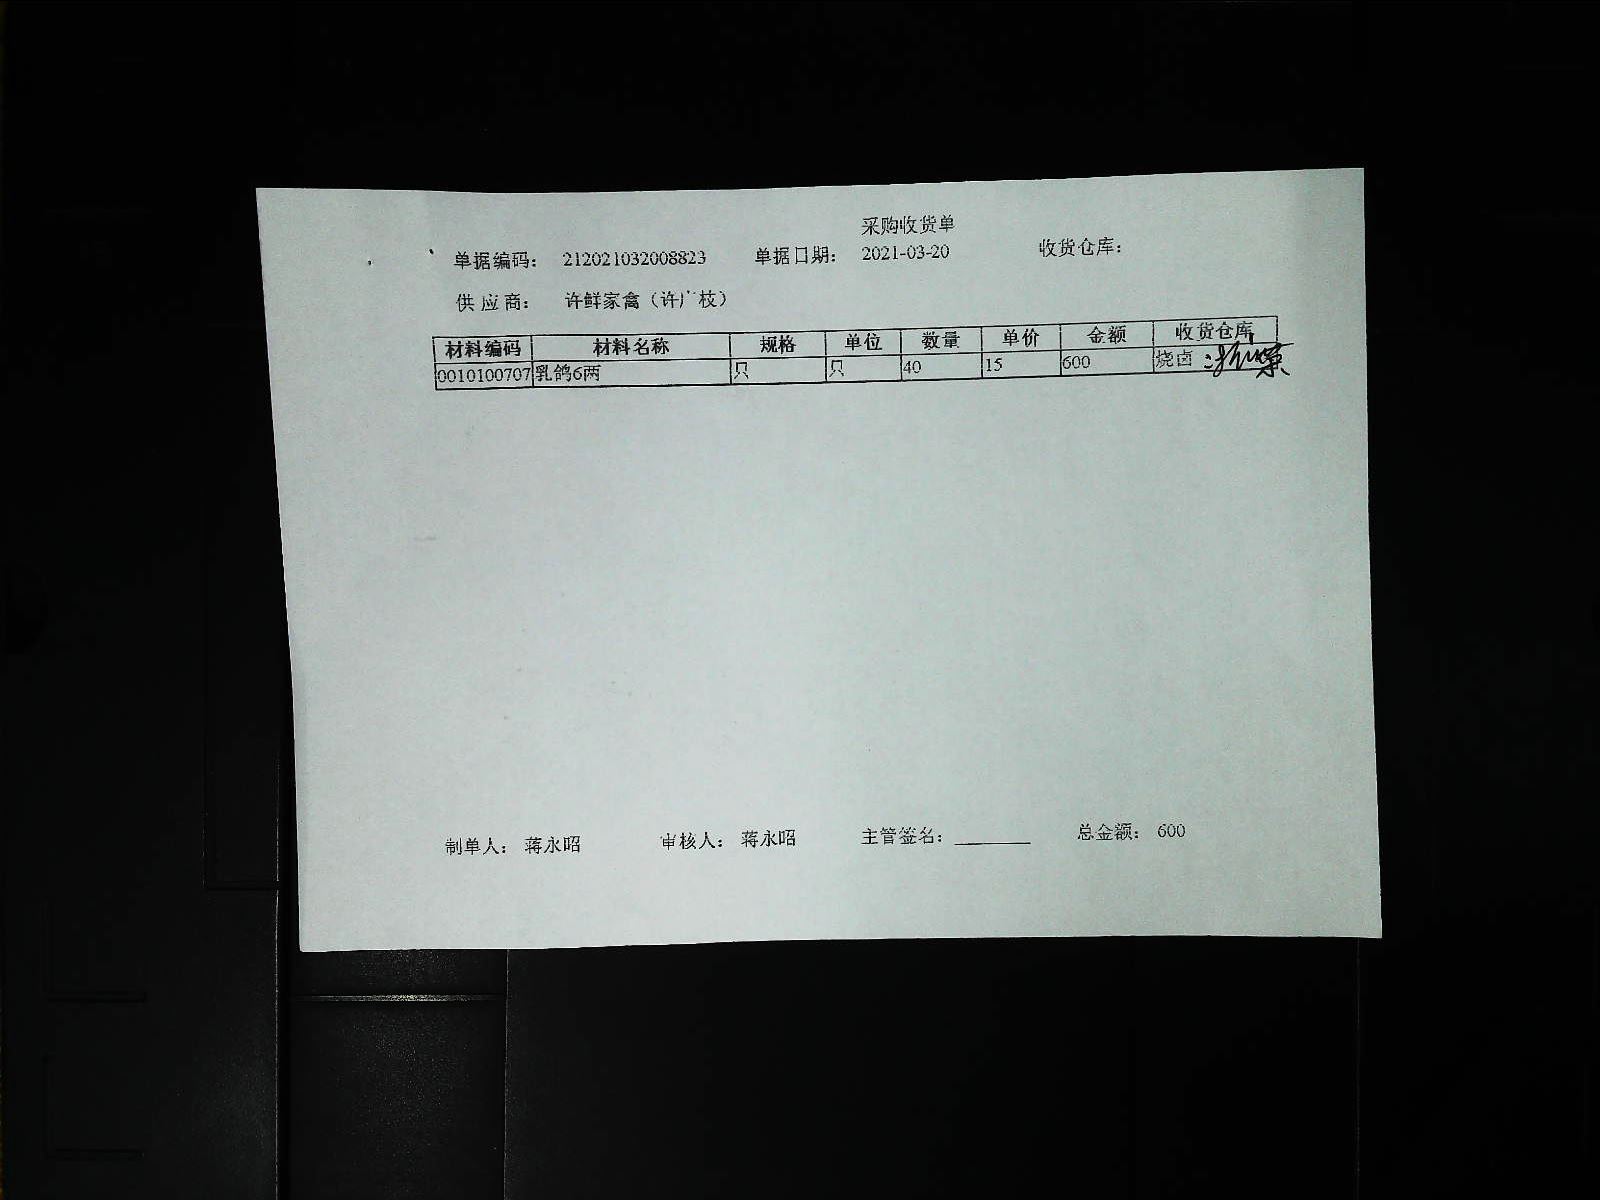 采购收货单
单据编码： 212021032008823 单据日期： 2021-03-20 收货仓库：
供应商： 许鲜家禽（许广枝）
材料编码 材料名称 规格 单位 数量 单价 金额 收货仓库
0010100707 乳鸽6两 只 只 40 15 600 烧卤
制单人： 蒋永昭 审核人： 蒋永昭 主管签名： 总金额： 600